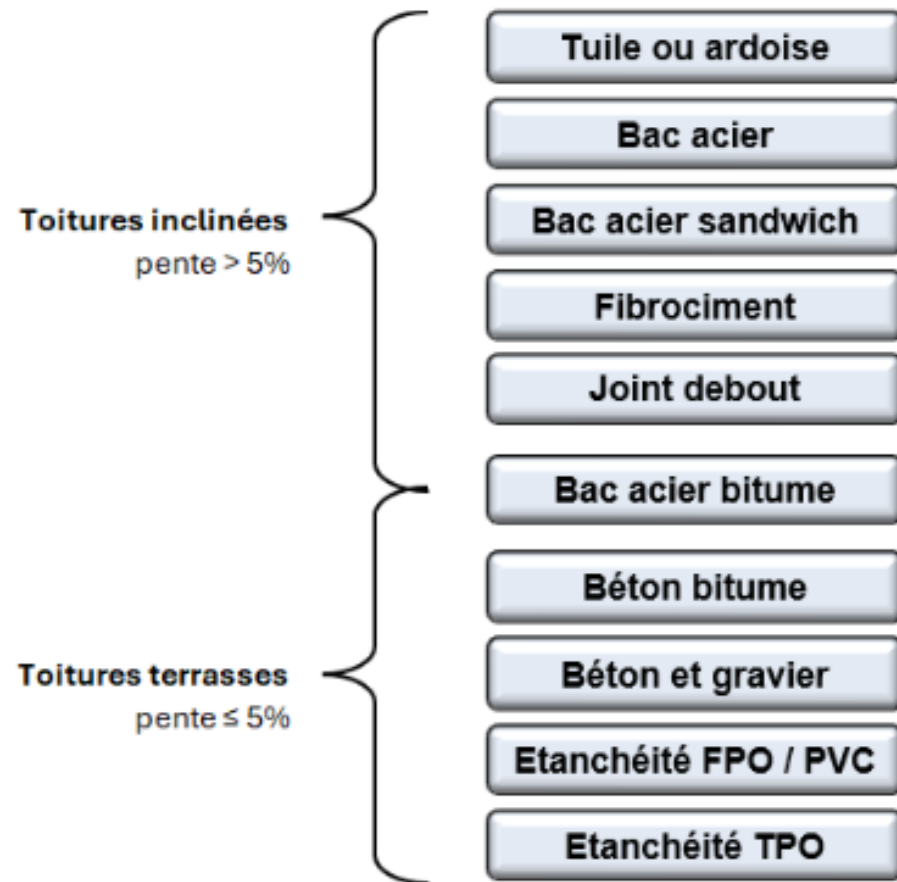 Tuile ou ardoise
Bac acier
Toitures inclinées
pente > 5%
Bac acier sandwich
Fibrociment
Joint debout
Bac acier bitume
Béton bitume
Toitures terrasses
pente ≤ 5%
Béton et gravier
Etanchéité FPO / PVC
Etanchéité TPO